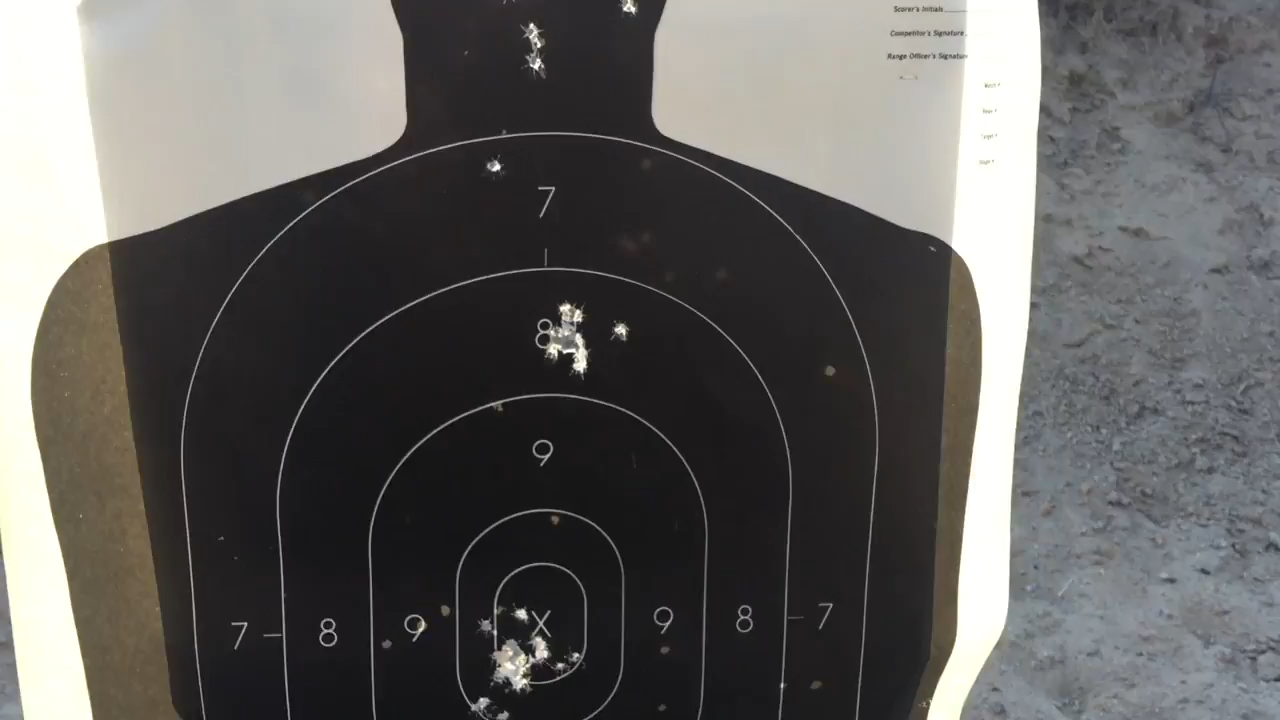 Scorer's Initials
Competitor's Signature
Range Officer's Signature
7
8
9
7 8 9 X 9 8 7